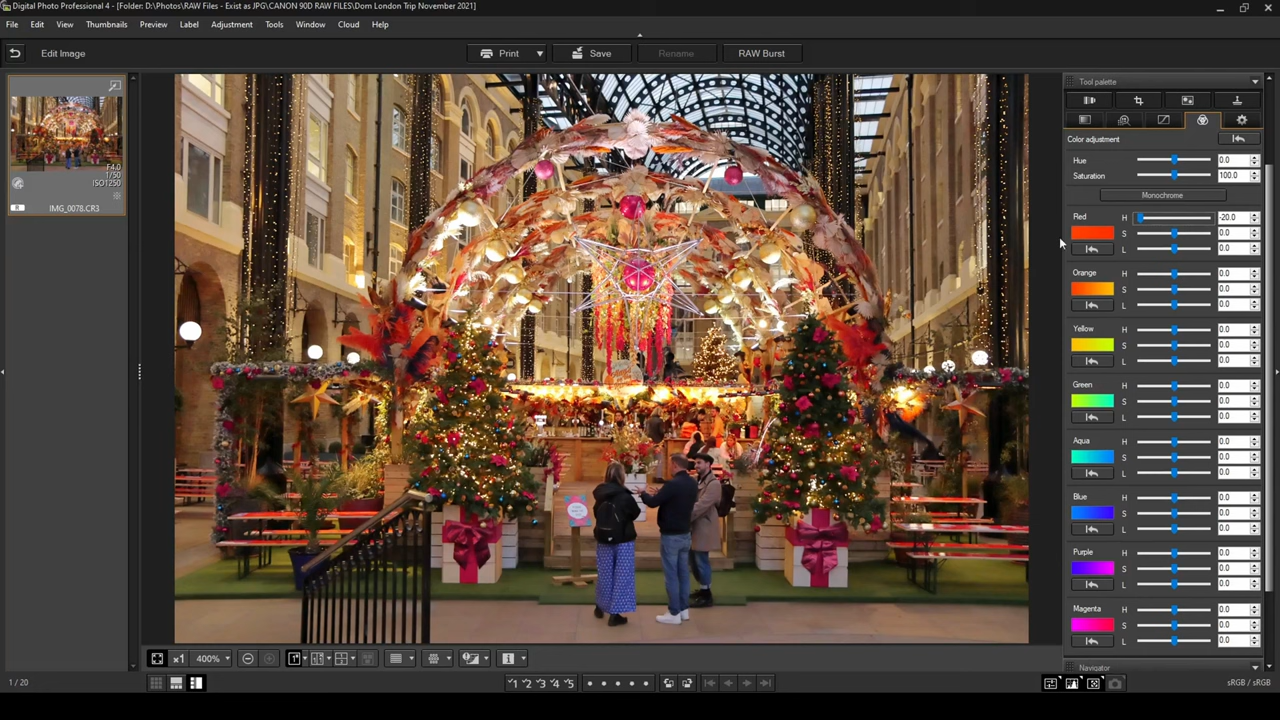 Digital Photo Professional 4 - [Folder: D:\Photos\RAW Files - Exist as JPG\CANON 90D RAW FILES\Dom London Trip November 2021]
File Edit View Thumbnails Preview Label Adjustment Tools Window Cloud Help
Edit Image Print Save Rename RAW Burst
Tool palette
Color adjustment
Hue 0.0
Saturation 100.0
Monochrome
Red H -20.0
S 0.0
L 0.0
Orange H 0.0
S 0.0
L 0.0
Yellow H 0.0
S 0.0
L 0.0
Green H 0.0
S 0.0
L 0.0
Aqua H 0.0
S 0.0
L 0.0
Blue H 0.0
S 0.0
L 0.0
Purple H 0.0
S 0.0
L 0.0
Magenta H 0.0
S 0.0
L 0.0
Navigator
F4.0
1/50
ISO1250
IMG_0078.CR3
x1 400%
1 / 20 1 2 3 4 5 sRGB / sRGB